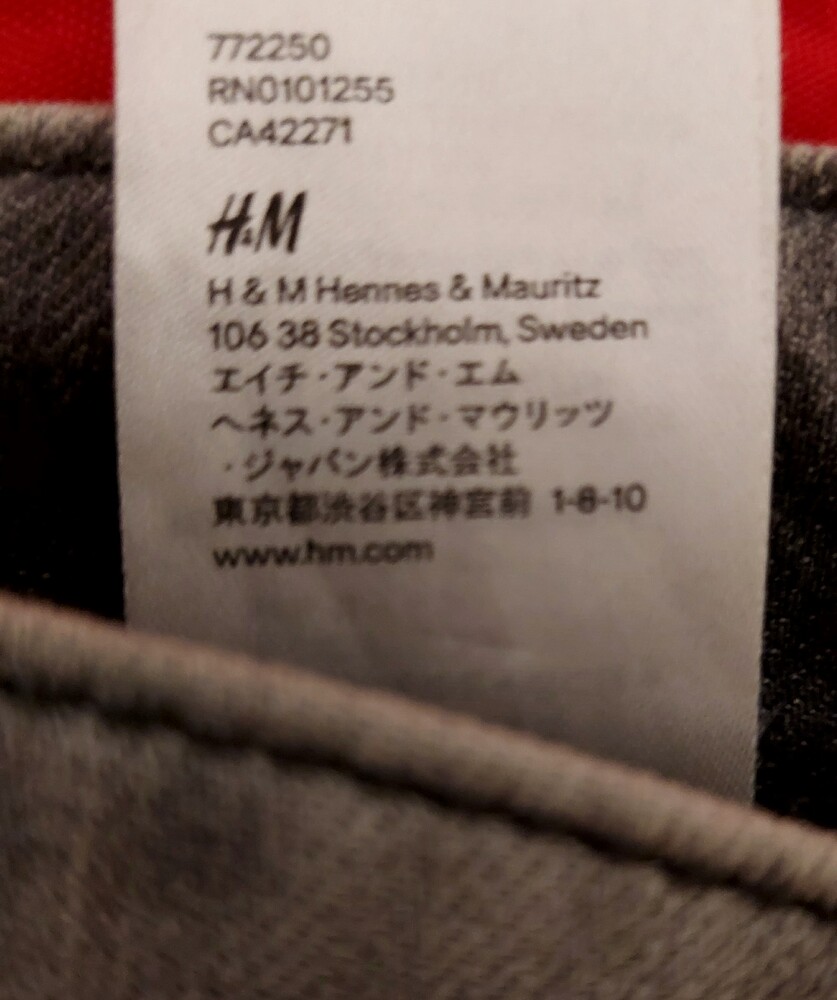 772250
RN0101255
CA42271
H&M
H & M Hennes & Mauritz
106 38 Stockholm, Sweden
エイチ・アンド・エム
ヘネス・アンド・マウリッツ
・ジャパン株式会社
東京都渋谷区神宮前 1-8-10
www.hm.com